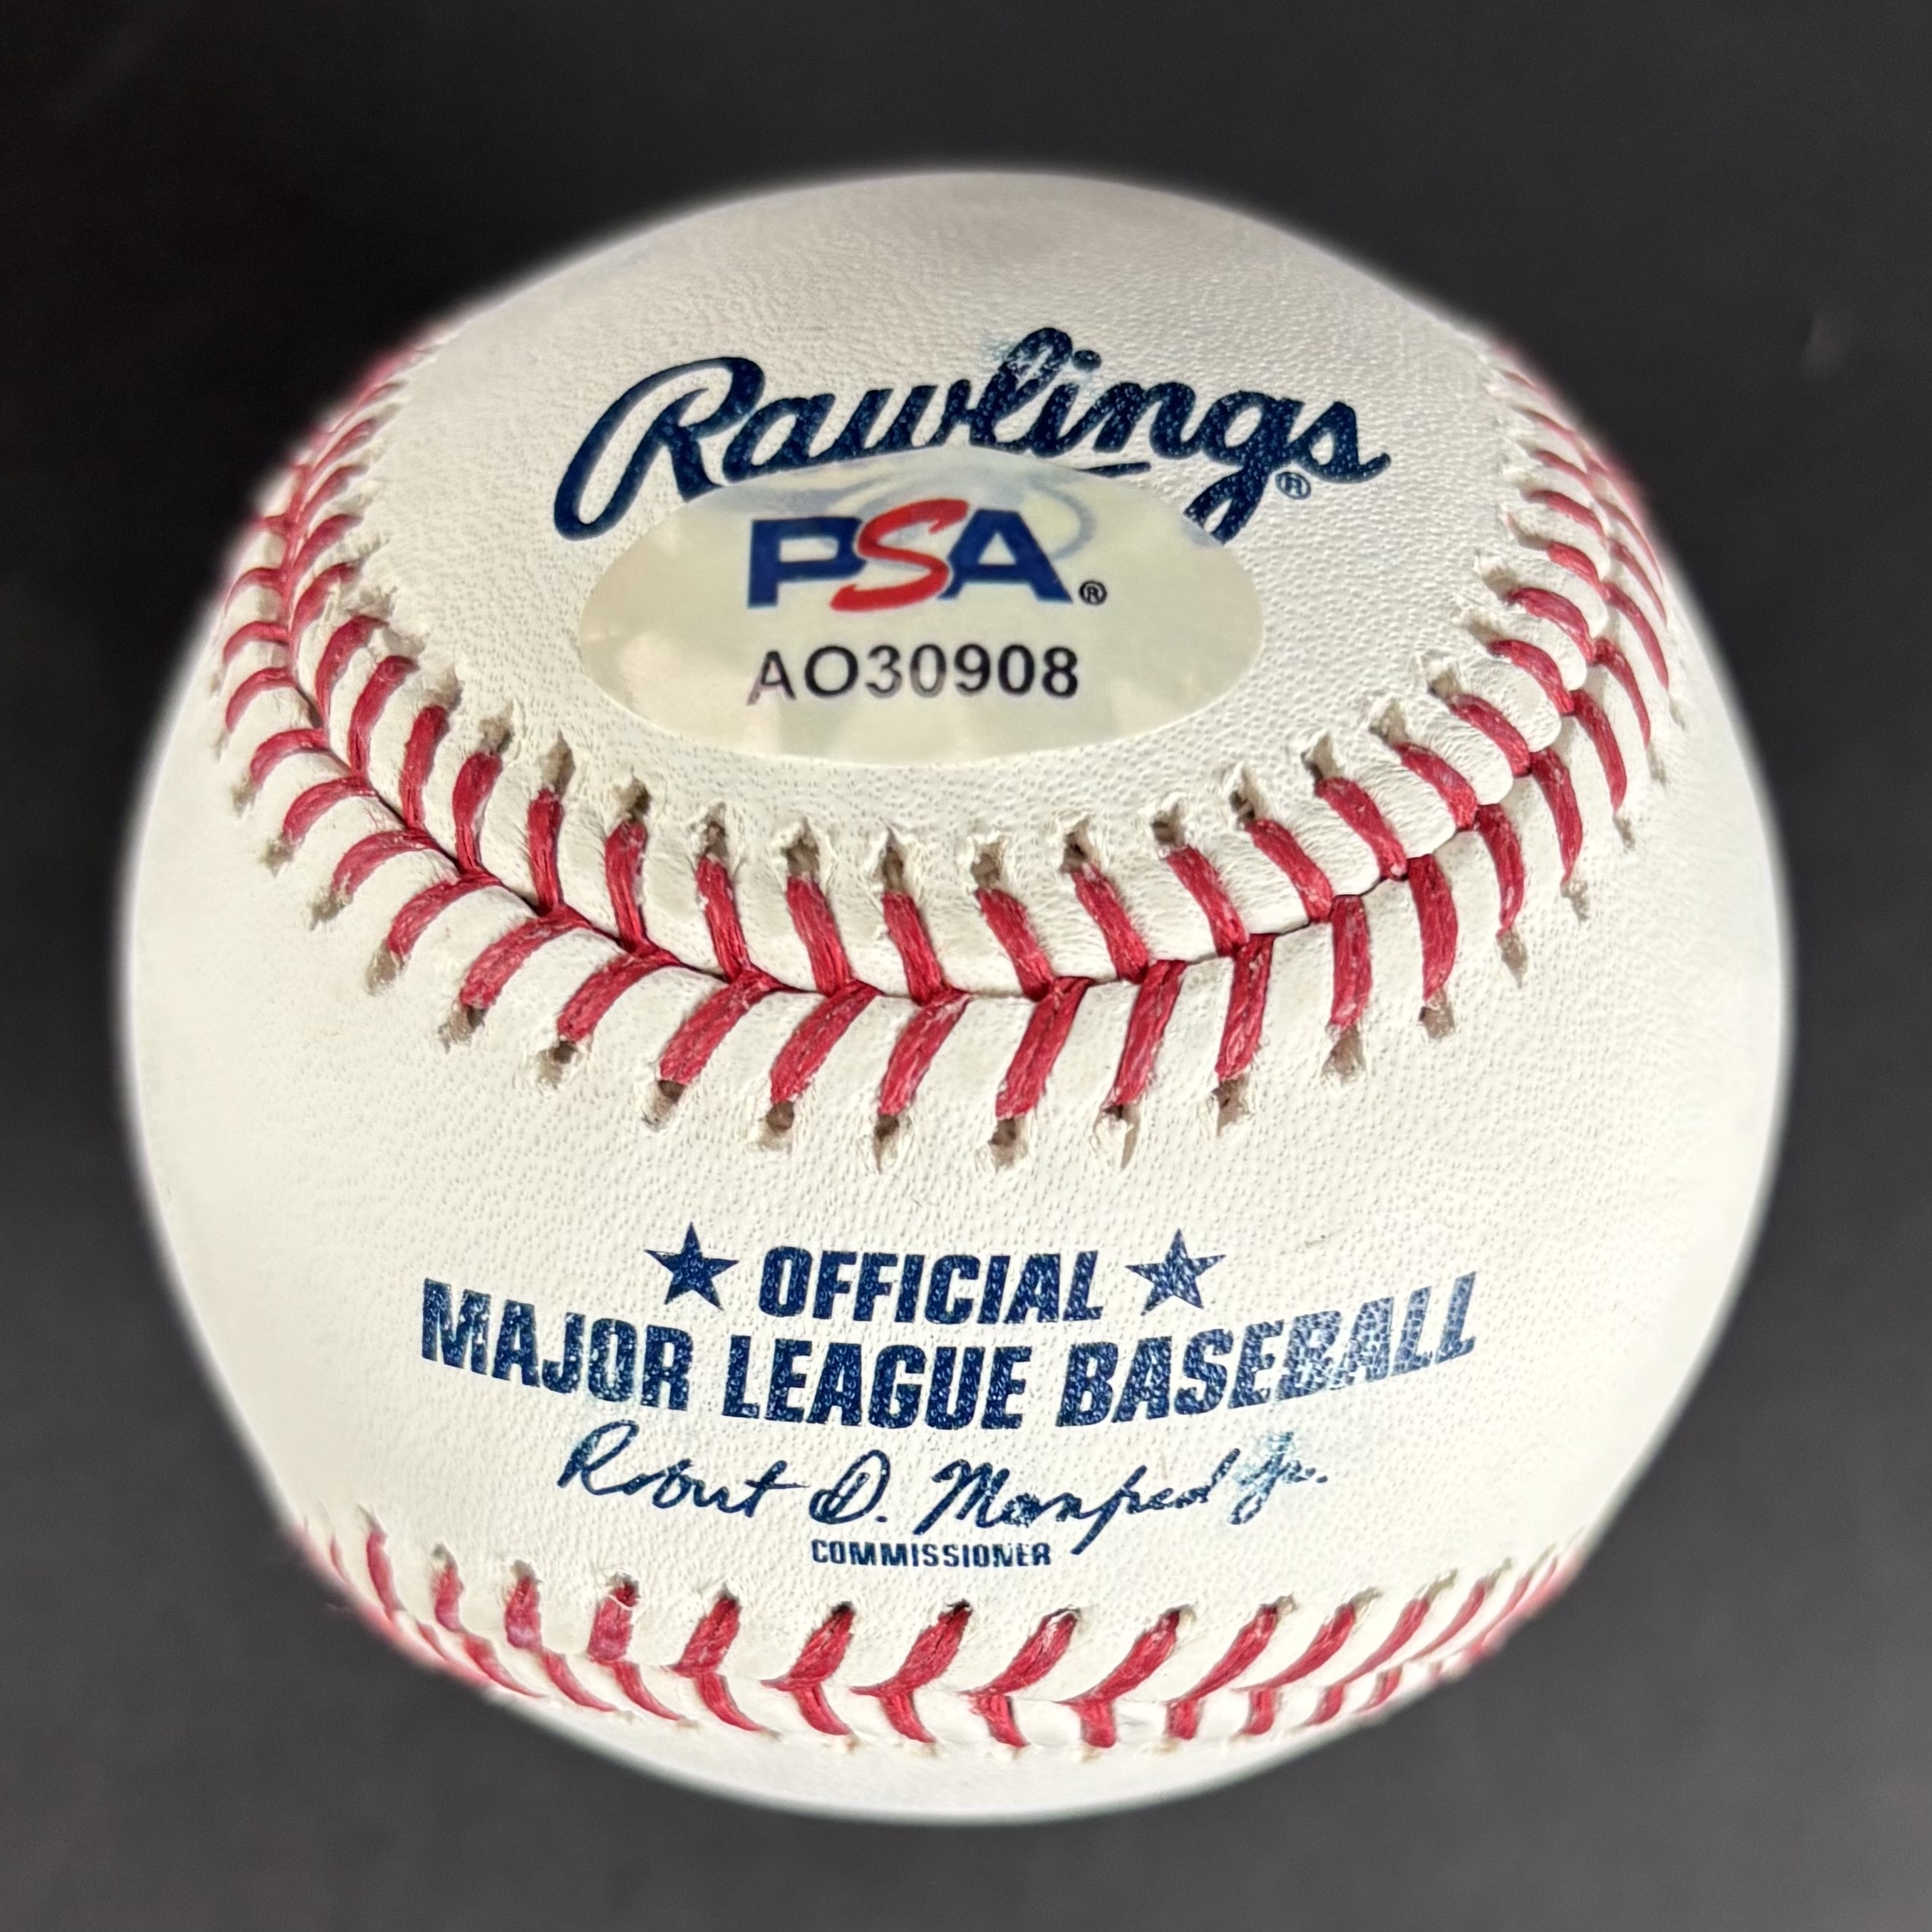 Rawlings®
PSA®
AO30908
★ OFFICIAL ★
MAJOR LEAGUE BASEBALL
Robert D. Manfred Jr.
COMMISSIONER